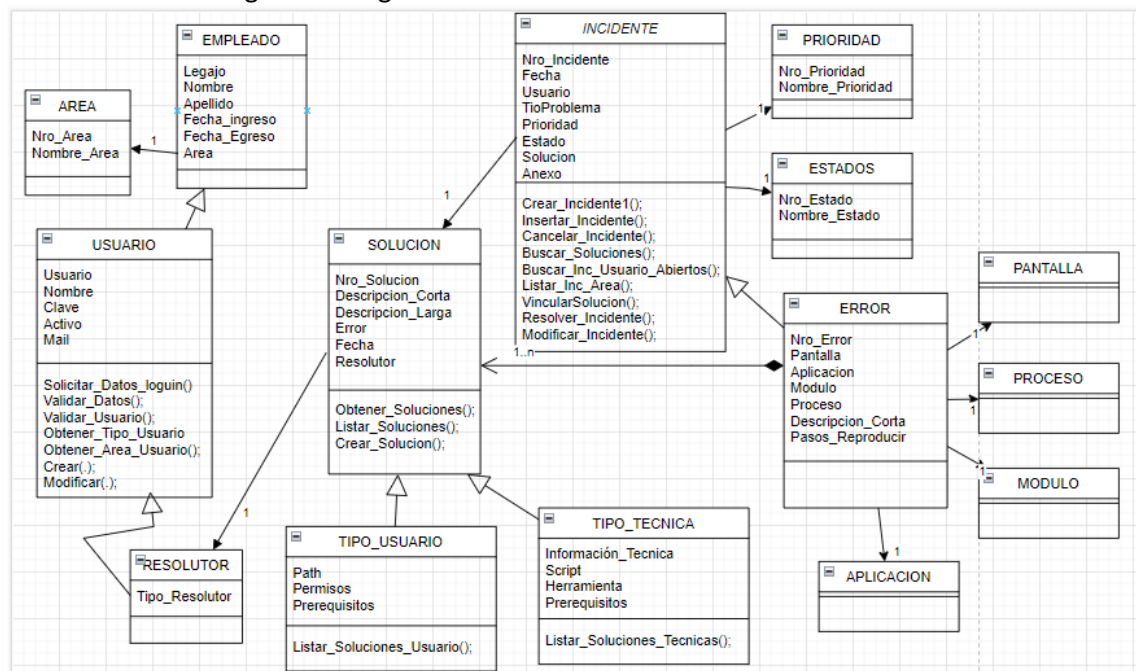 EMPLEADO
Legajo
Nombre
Apellido
Fecha_ingreso
Fecha_Egreso
Area
AREA
Nro_Area
Nombre_Area
1
INCIDENTE
Nro_Incidente
Fecha
Usuario
TioProblema
Prioridad
Estado
Solucion
Anexo
Crear_Incidente1();
Insertar_Incidente();
Cancelar_Incidente();
Buscar_Soluciones();
Buscar_Inc_Usuario_Abiertos();
Listar_Inc_Area();
VincularSolucion();
Resolver_Incidente();
Modificar_Incidente();
PRIORIDAD
Nro_Prioridad
Nombre_Prioridad
1
ESTADOS
Nro_Estado
Nombre_Estado
1
1
USUARIO
Usuario
Nombre
Clave
Activo
Mail
Solicitar_Datos_loguin()
Validar_Datos();
Validar_Usuario();
Obtener_Tipo_Usuario
Obtener_Area_Usuario();
Crear(.);
Modificar(.);
SOLUCION
Nro_Solucion
Descripcion_Corta
Descripcion_Larga
Error
Fecha
Resolutor
Obtener_Soluciones();
Listar_Soluciones();
Crear_Solucion();
1..n
ERROR
Nro_Error
Pantalla
Aplicacion
Modulo
Proceso
Descripcion_Corta
Pasos_Reproducir
PANTALLA
1
PROCESO
1
MODULO
1
APLICACION
1
RESOLUTOR
Tipo_Resolutor
1
TIPO_USUARIO
Path
Permisos
Prerequisitos
Listar_Soluciones_Usuario();
TIPO_TECNICA
Información_Tecnica
Script
Herramienta
Prerequisitos
Listar_Soluciones_Tecnicas();